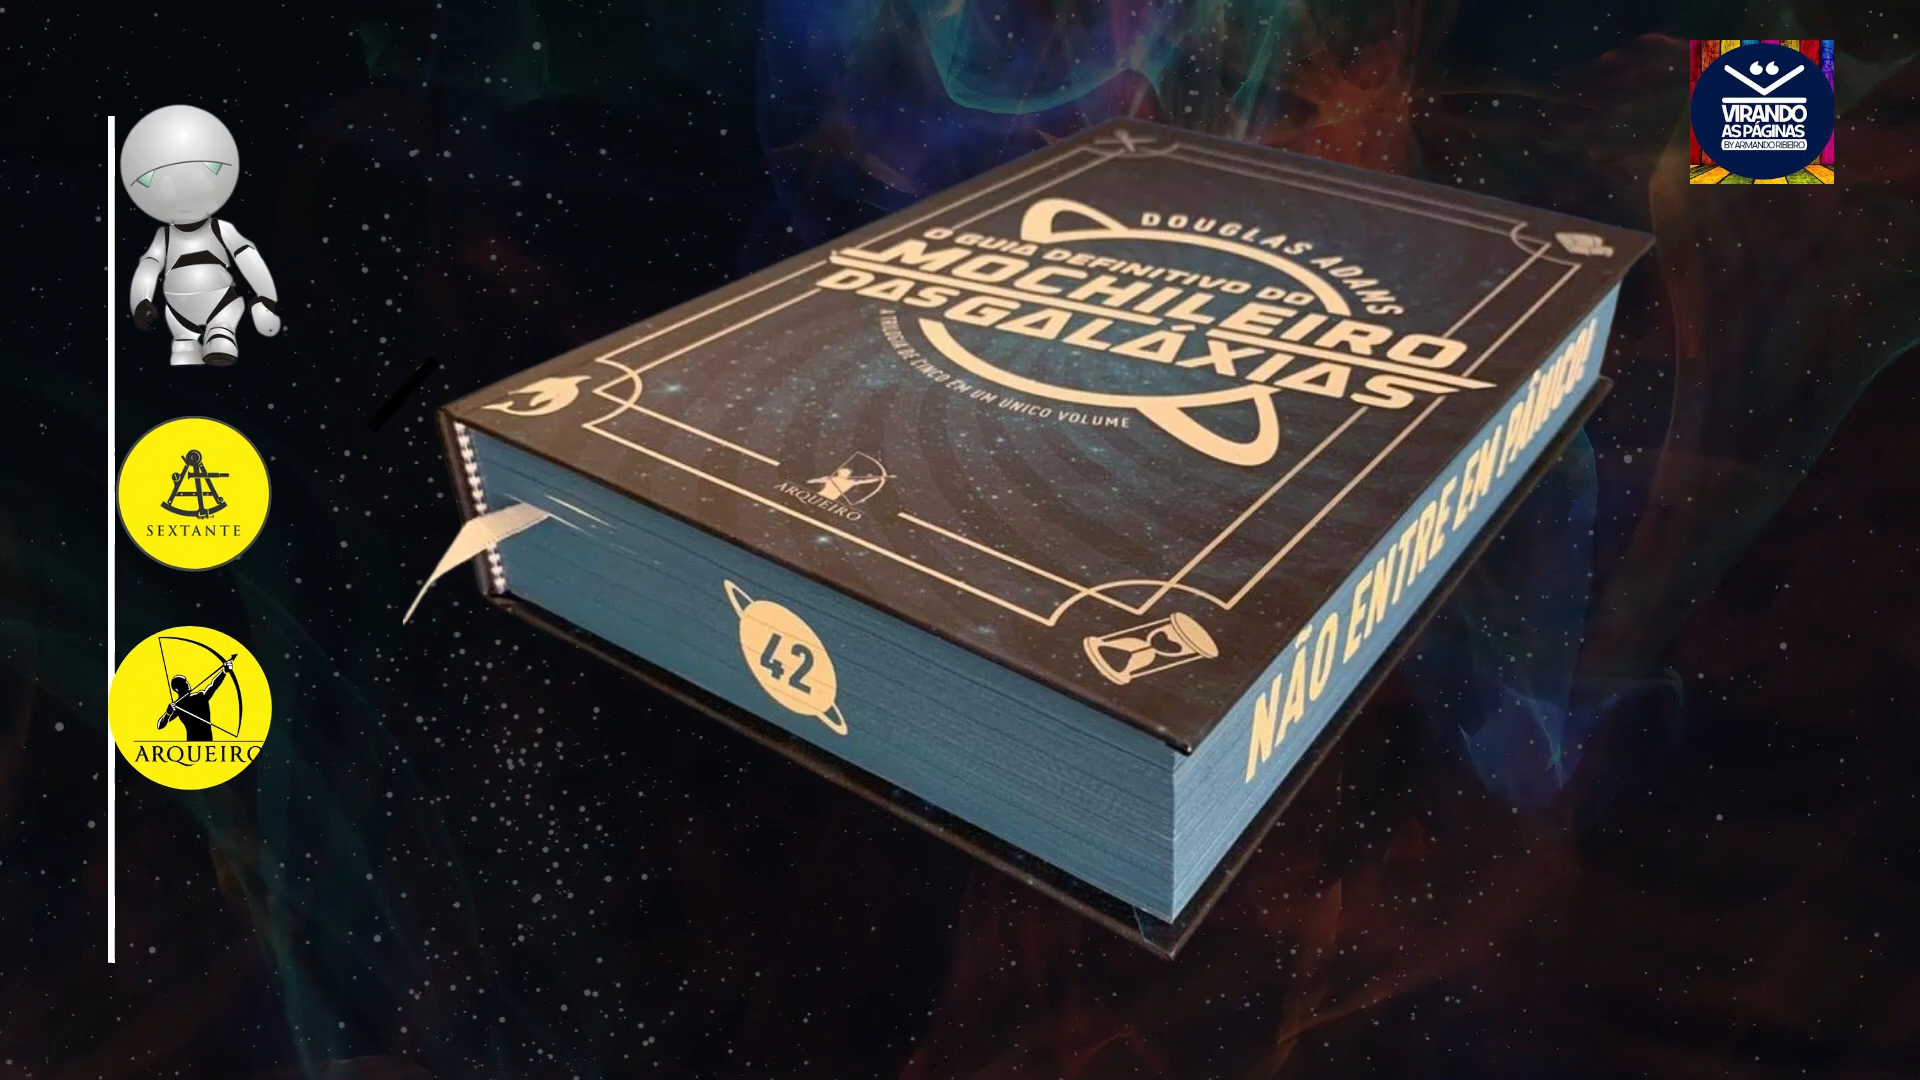 VIRANDO
AS PÁGINAS
BY ARMANDO RIBEIRO
DOUGLAS ADAMS
O GUIA DEFINITIVO DO
MOCHILEIRO
DAS GALÁXIAS
A TRILOGIA DE CINCO EM UM ÚNICO VOLUME
ARQUEIRO
NÃO ENTRE EM PÂNICO!
42
SEXTANTE
ARQUEIRO